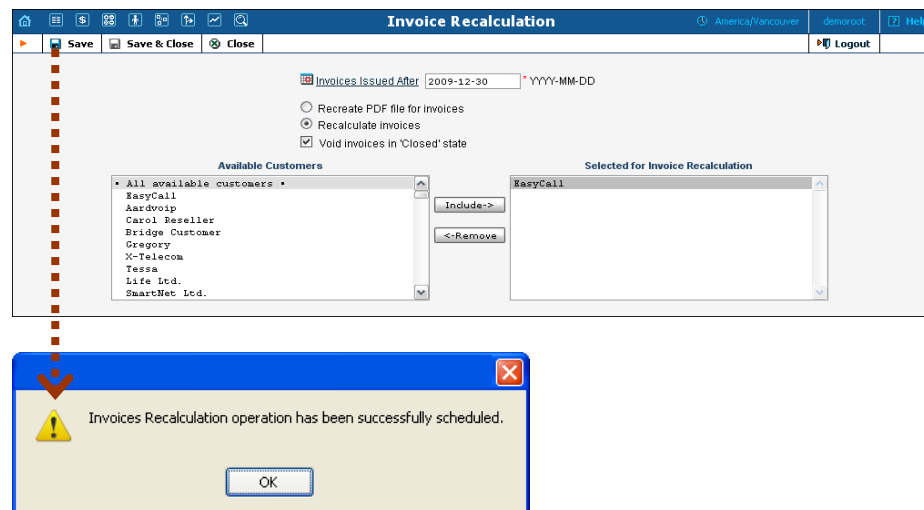 Invoice Recalculation
America/Vancouver
demoroot
Help
Save
Save & Close
Close
Logout
Invoices Issued After 2009-12-30 * YYYY-MM-DD
Recreate PDF file for invoices
Recalculate invoices
Void invoices in 'Closed' state
Available Customers
Selected for Invoice Recalculation
• All available customers •
EasyCall
Aardvoip
Carol Reseller
Bridge Customer
Gregory
X-Telecom
Tessa
Life Ltd.
SmartNet Ltd.
Include->
<-Remove
EasyCall
Invoices Recalculation operation has been successfully scheduled.
OK